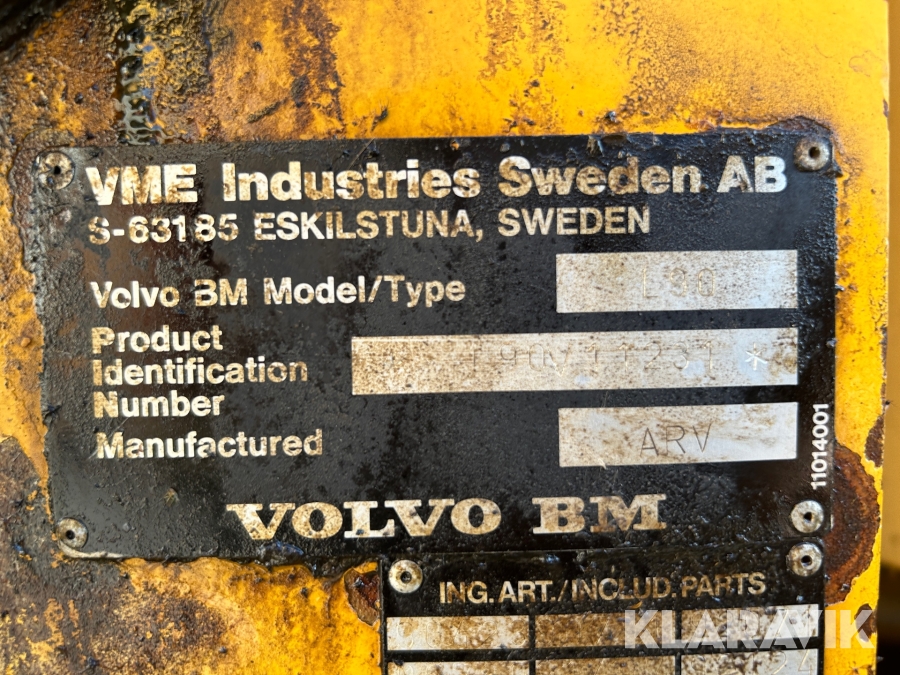 VME Industries Sweden AB
S-63185 ESKILSTUNA, SWEDEN
Volvo BM Model/Type L90
Product
Identification
Number
Manufactured ARV
11014001
VOLVO BM
ING.ART./INCLUD.PARTS
KLARAVIK